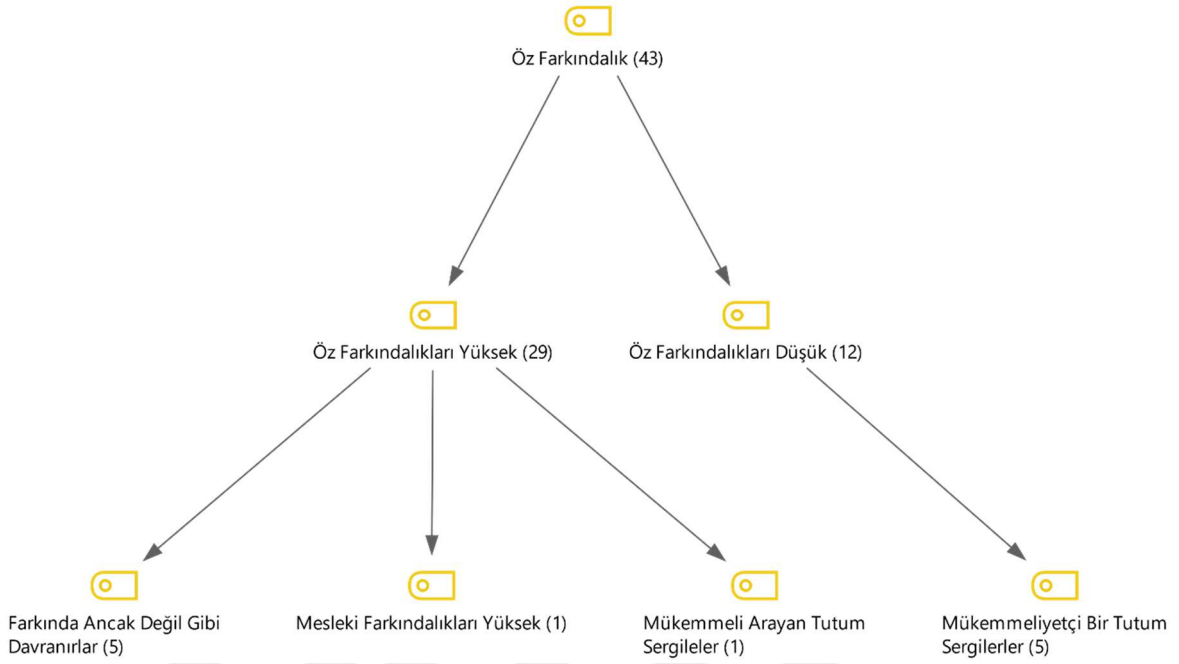 Öz Farkındalık (43)
Öz Farkındalıkları Yüksek (29)
Öz Farkındalıkları Düşük (12)
Farkında Ancak Değil Gibi
Davranırlar (5)
Mesleki Farkındalıkları Yüksek (1)
Mükemmeli Arayan Tutum
Sergileler (1)
Mükemmeliyetçi Bir Tutum
Sergilerler (5)